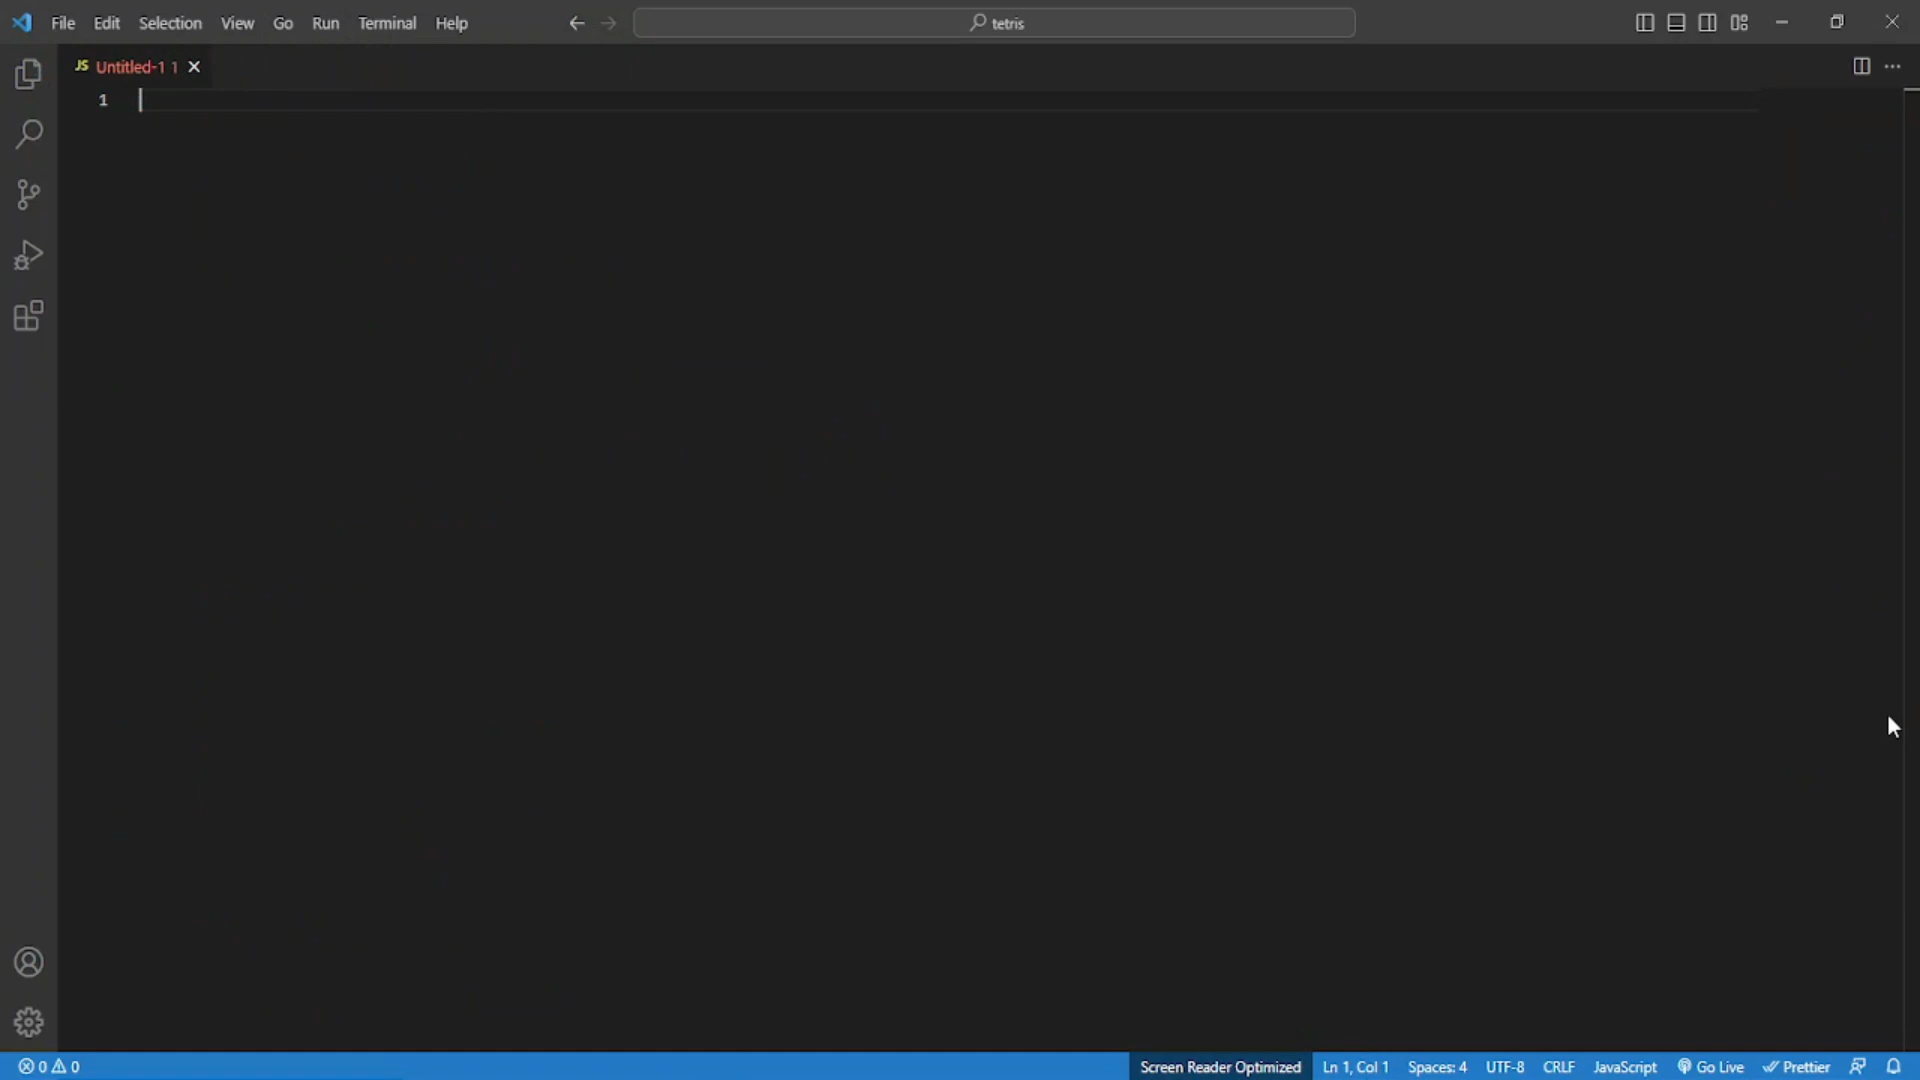 File Edit Selection View Go Run Terminal Help
tetris
JS Untitled-1 1
1
0 0
Screen Reader Optimized Ln 1, Col 1 Spaces: 4 UTF-8 CRLF JavaScript Go Live Prettier